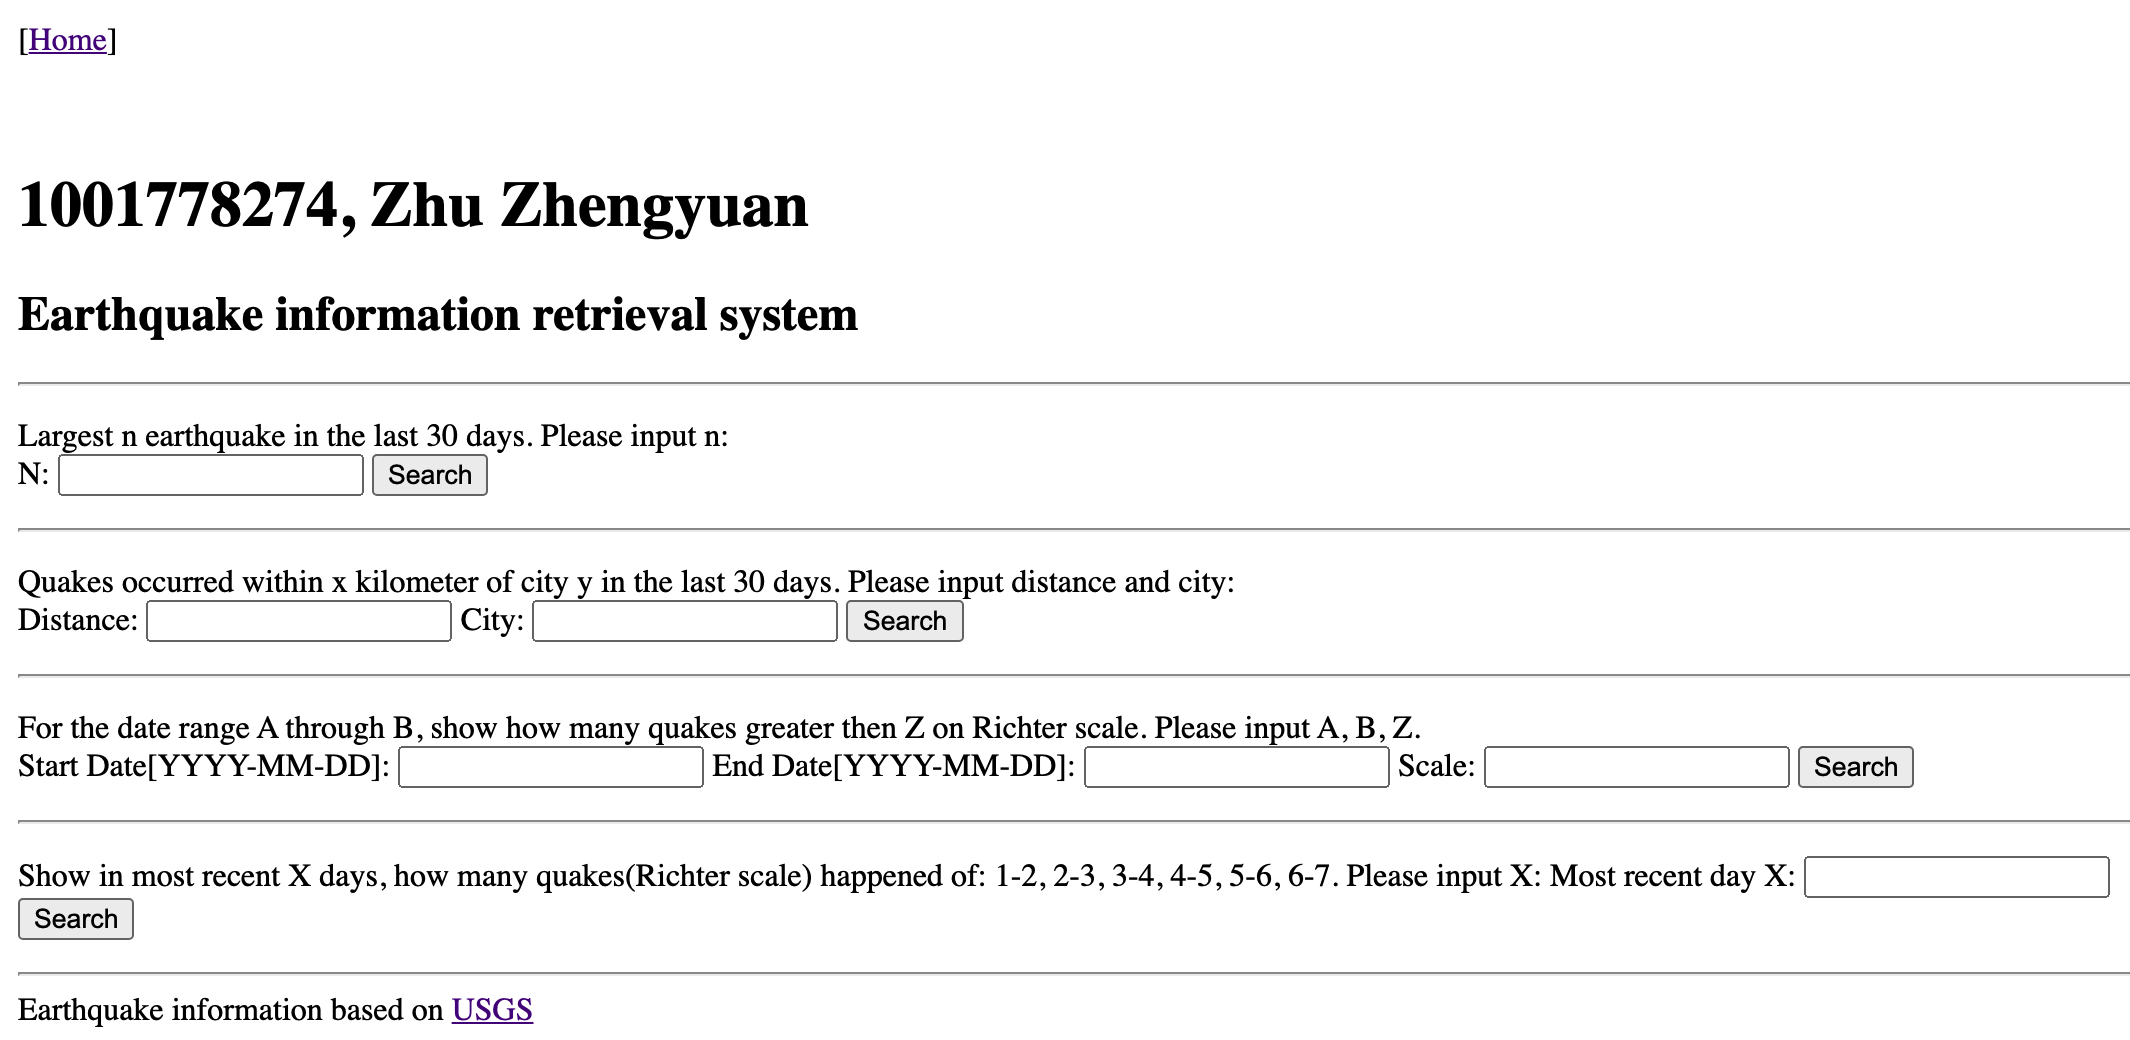 [Home]
1001778274, Zhu Zhengyuan
Earthquake information retrieval system
Largest n earthquake in the last 30 days. Please input n:
N: Search
Quakes occurred within x kilometer of city y in the last 30 days. Please input distance and city:
Distance: City: Search
For the date range A through B, show how many quakes greater then Z on Richter scale. Please input A, B, Z.
Start Date[YYYY-MM-DD]: End Date[YYYY-MM-DD]: Scale: Search
Show in most recent X days, how many quakes(Richter scale) happened of: 1-2, 2-3, 3-4, 4-5, 5-6, 6-7. Please input X: Most recent day X:
Search
Earthquake information based on USGS